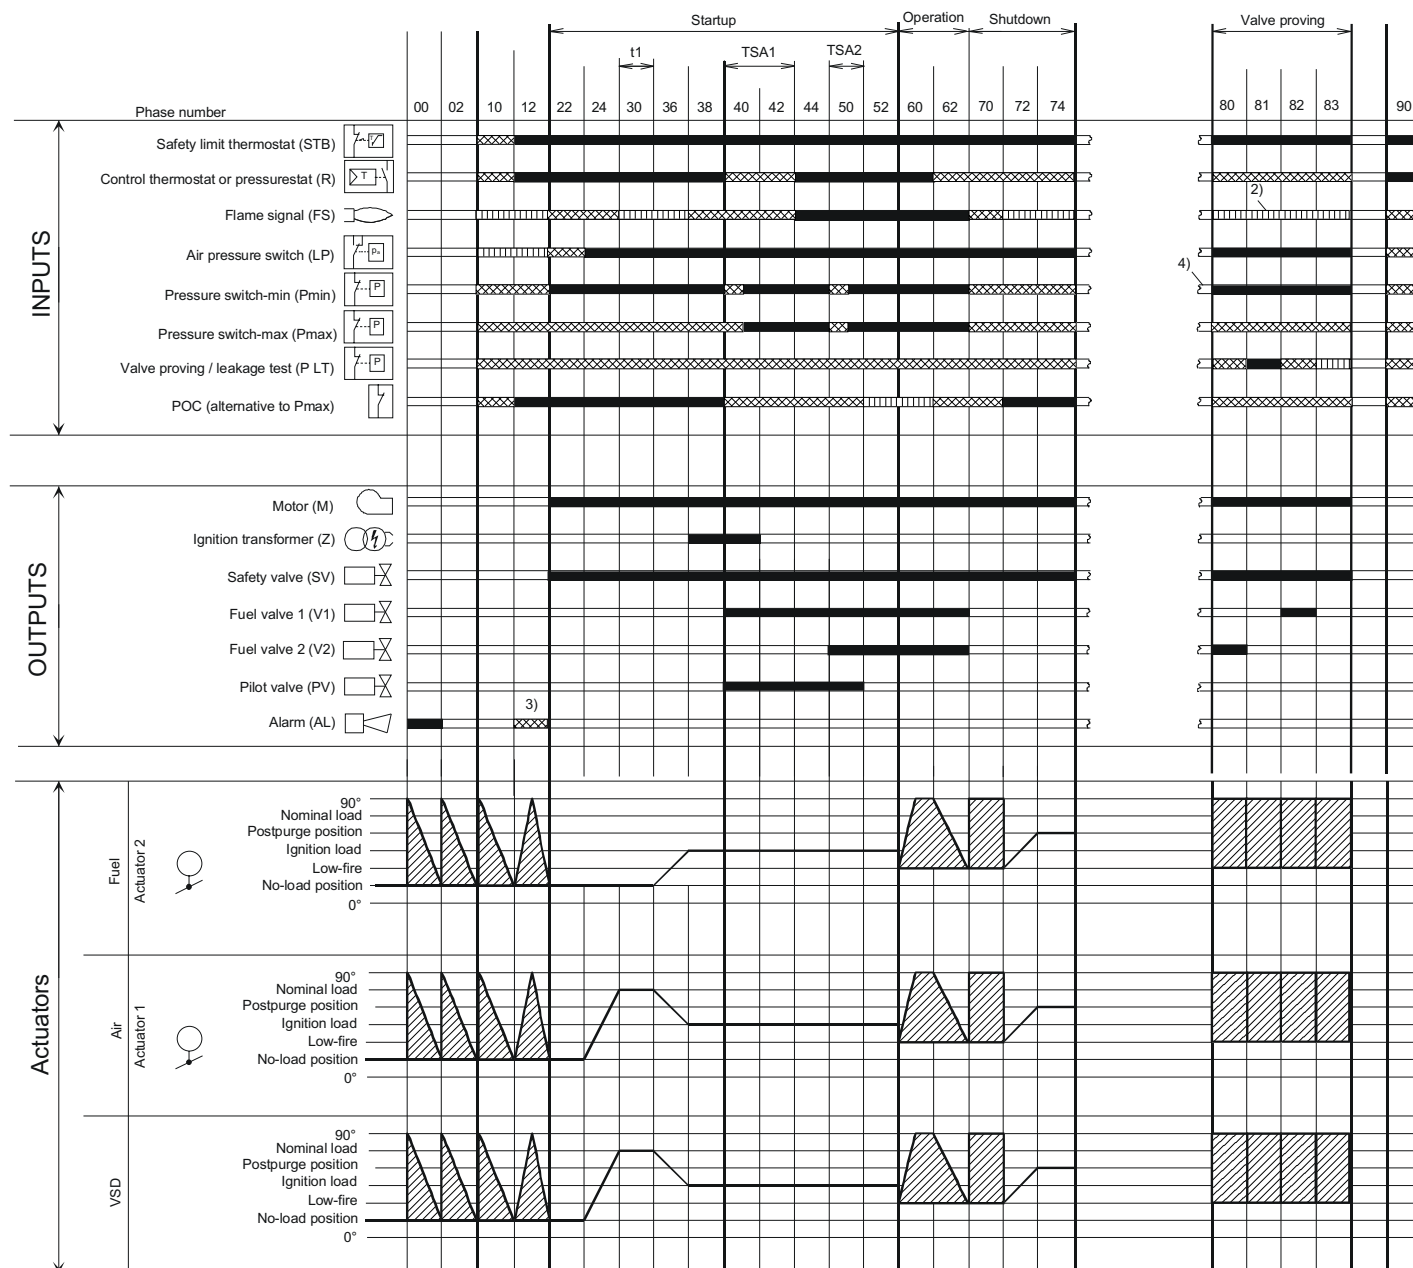 Startup
Operation
Shutdown
Valve proving
t1
TSA1
TSA2
Phase number
00 02 10 12 22 24 30 36 38 40 42 44 50 52 60 62 70 72 74 80 81 82 83 90
INPUTS
Safety limit thermostat (STB)
Control thermostat or pressurestat (R)
T
Flame signal (FS)
2)
Air pressure switch (LP)
Pa
4)
Pressure switch-min (Pmin)
P
Pressure switch-max (Pmax)
P
Valve proving / leakage test (P LT)
P
POC (alternative to Pmax)
OUTPUTS
Motor (M)
Ignition transformer (Z)
Safety valve (SV)
Fuel valve 1 (V1)
Fuel valve 2 (V2)
Pilot valve (PV)
3)
Alarm (AL)
Actuators
Fuel
Actuator 2
90°
Nominal load
Postpurge position
Ignition load
Low-fire
No-load position
0°
Air
Actuator 1
90°
Nominal load
Postpurge position
Ignition load
Low-fire
No-load position
0°
VSD
90°
Nominal load
Postpurge position
Ignition load
Low-fire
No-load position
0°